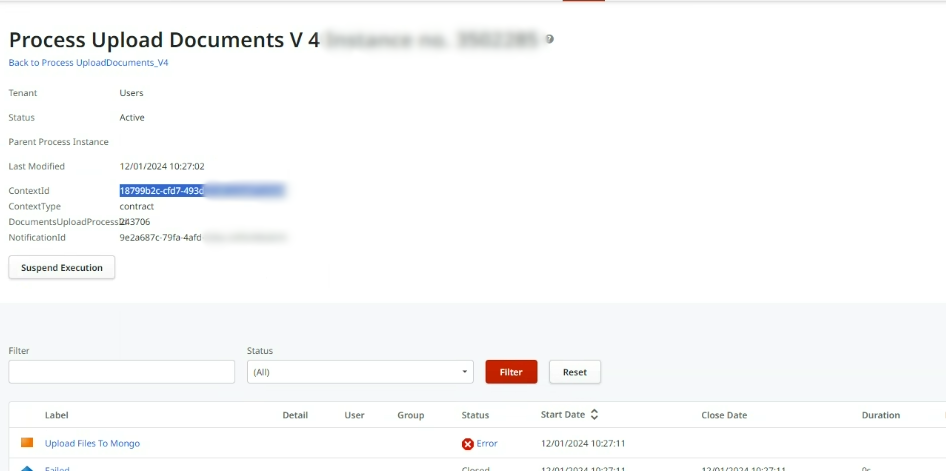 Process Upload Documents V 4
Back to Process UploadDocuments_V4
Tenant Users
Status Active
Parent Process Instance
Last Modified 12/01/2024 10:27:02
ContextId 18799b2c-cfd7-493d
ContextType contract
DocumentsUploadProcessId 243706
NotificationId 9e2a687c-79fa-4afd
Suspend Execution
Filter Status
(All) Filter Reset
Label Detail User Group Status Start Date Close Date Duration
Upload Files To Mongo Error 12/01/2024 10:27:11
Failed Closed 12/01/2024 10:27:11 12/01/2024 10:27:11 0s